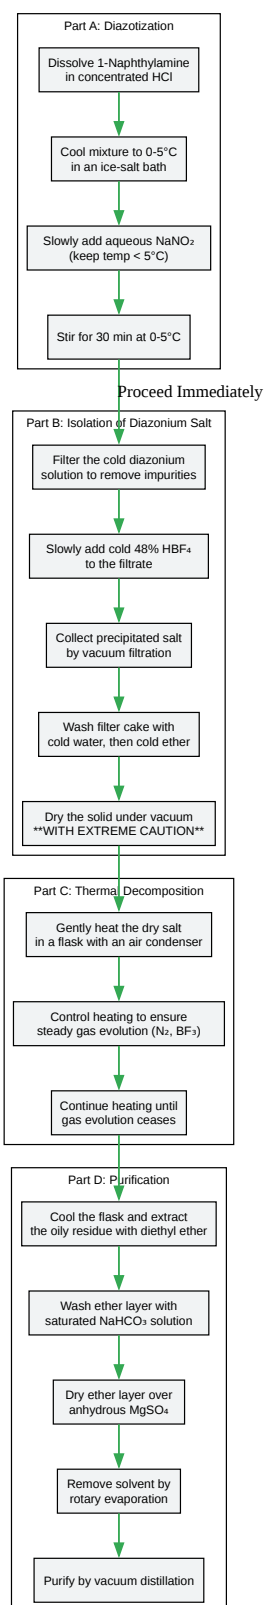 Part A: Diazotization
Dissolve 1-Naphthylamine
in concentrated HCl
Cool mixture to 0-5°C
in an ice-salt bath
Slowly add aqueous NaNO₂
(keep temp < 5°C)
Stir for 30 min at 0-5°C
Proceed Immediately
Part B: Isolation of Diazonium Salt
Filter the cold diazonium
solution to remove impurities
Slowly add cold 48% HBF₄
to the filtrate
Collect precipitated salt
by vacuum filtration
Wash filter cake with
cold water, then cold ether
Dry the solid under vacuum
**WITH EXTREME CAUTION**
Part C: Thermal Decomposition
Gently heat the dry salt
in a flask with an air condenser
Control heating to ensure
steady gas evolution (N₂, BF₃)
Continue heating until
gas evolution ceases
Part D: Purification
Cool the flask and extract
the oily residue with diethyl ether
Wash ether layer with
saturated NaHCO₃ solution
Dry ether layer over
anhydrous MgSO₄
Remove solvent by
rotary evaporation
Purify by vacuum distillation